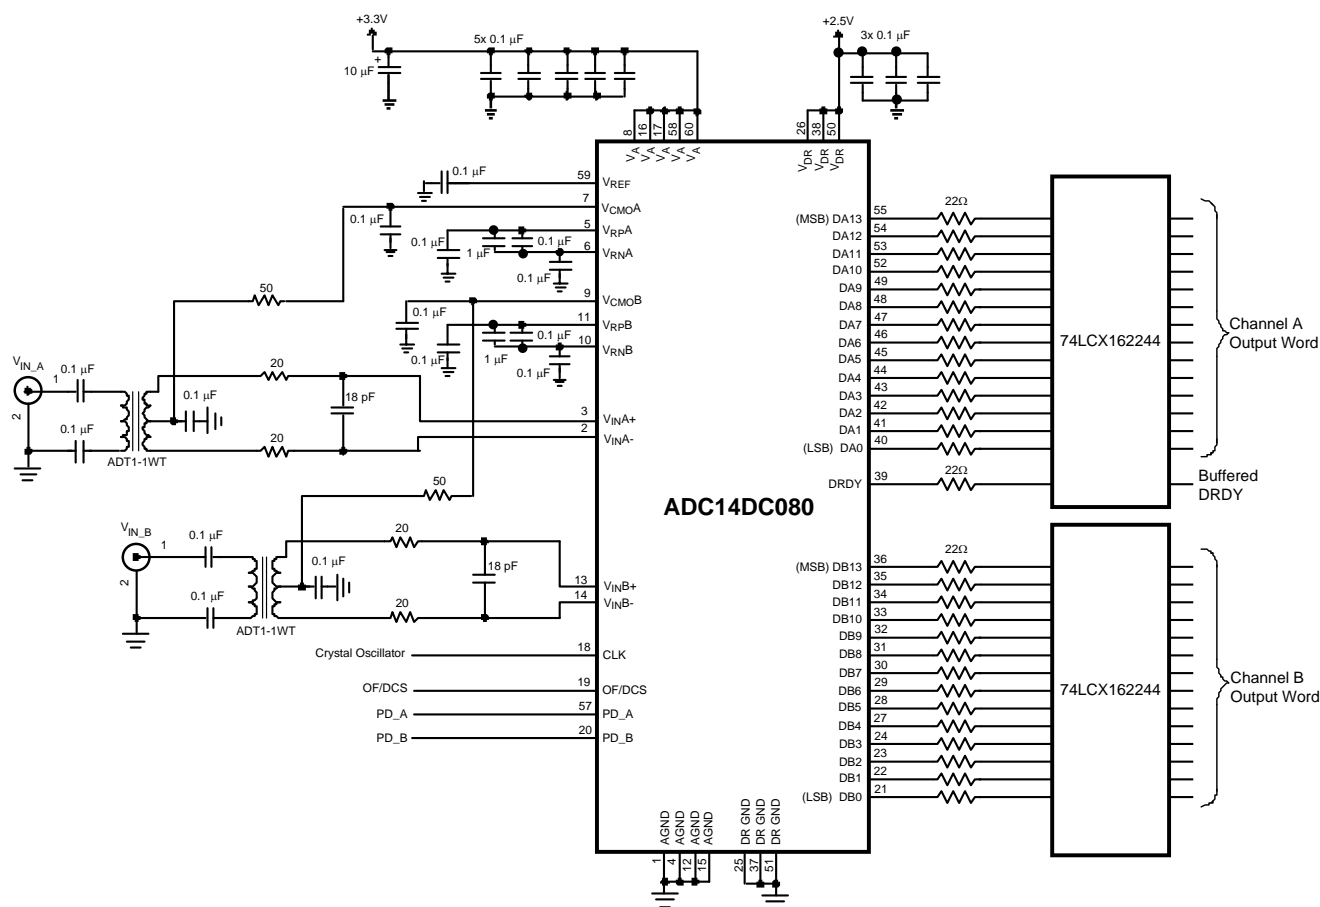 +3.3V
+2.5V
5x 0.1 µF
3x 0.1 µF
+
10 µF
8
16
17
58
60
26
38
50
VA
VA
VA
VA
VA
VDR
VDR
VDR
0.1 µF
59
VREF
7
VCMOA
0.1 µF
5
VRPA
0.1 µF
1 µF
0.1 µF
6
VRNA
0.1 µF
50
9
VCMOB
0.1 µF
11
VRPB
0.1 µF
1 µF
0.1 µF
10
VRNB
0.1 µF
VIN_A
1
2
0.1 µF
0.1 µF
ADT1-1WT
0.1 µF
20
20
18 pF
3
VINA+
2
VINA-
50
VIN_B
1
2
0.1 µF
0.1 µF
ADT1-1WT
0.1 µF
20
20
18 pF
13
VINB+
14
VINB-
Crystal Oscillator
18
CLK
OF/DCS
19
OF/DCS
PD_A
57
PD_A
PD_B
20
PD_B
ADC14DC080
AGND
AGND
AGND
AGND
DR GND
DR GND
DR GND
1
4
12
15
25
37
51
22Ω
(MSB) DA13 55
DA12 54
DA11 53
DA10 52
DA9 49
DA8 48
DA7 47
DA6 46
DA5 45
DA4 44
DA3 43
DA2 42
DA1 41
(LSB) DA0 40
DRDY 39
22Ω
74LCX162244
Channel A
Output Word
Buffered
DRDY
22Ω
(MSB) DB13 36
DB12 35
DB11 34
DB10 33
DB9 32
DB8 31
DB7 30
DB6 29
DB5 28
DB4 27
DB3 24
DB2 23
DB1 22
(LSB) DB0 21
74LCX162244
Channel B
Output Word